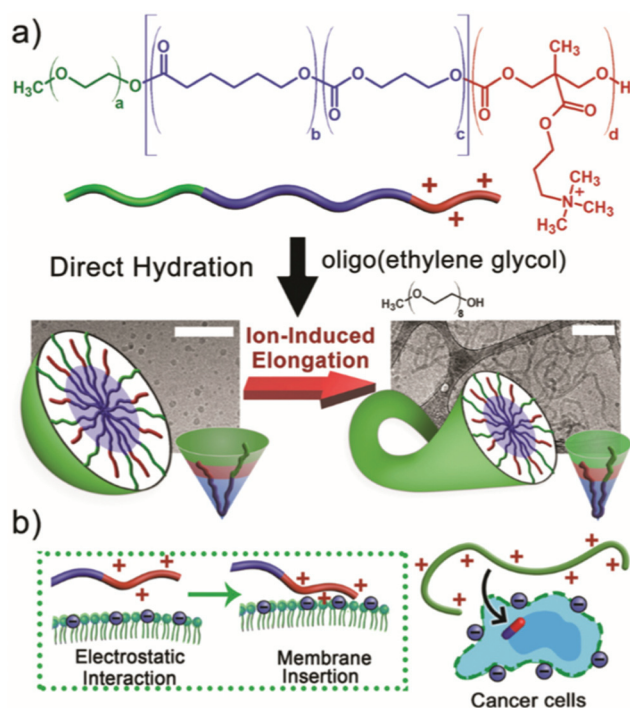 a)
O
H₃C O a O b O O c O O CH₃ O H
O O O d
O
CH₃
N⁺ CH₃
CH₃
+ + +
Direct Hydration
oligo(ethylene glycol)
H₃C O 8 OH
Ion-Induced
Elongation
b)
+ + +
+ + +
+ + + + +
− − − −
− − − −
− − − − − −
Electrostatic
Interaction
Membrane
Insertion
Cancer cells